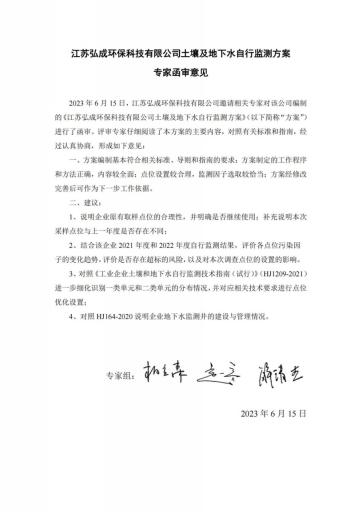 江苏弘成环保科技有限公司土壤及地下水自行监测方案
专家函审意见
2023 年 6 月 15 日，江苏弘成环保科技有限公司邀请相关专家对该公司编制
的《江苏弘成环保科技有限公司土壤及地下水自行监测方案》（以下简称“方案”）
进行了函审。评审专家仔细阅读了本方案的主要内容，对照有关标准和指南，经
过认真协商，形成如下意见：
一、方案编制基本符合相关标准、导则和指南的要求；方案制定的工作程序
和方法正确，内容较全面；点位设置较合理，监测因子选取较恰当；方案经修改
完善后可作为下一步工作依据。
二、建议：
1、说明企业原有取样点位的合理性，并明确是否继续使用；补充说明本次
采样点位与上一年度是否存在不同；
2、结合该企业 2021 年度和 2022 年度自行监测结果，评价各点位污染因
子的变化趋势，评价是否存在超标的风险，以及对本次调查点位的设置的影响。
3、对照《工业企业土壤和地下水自行监测技术指南（试行）》（HJ1209-2021）
进一步细化识别一类单元和二类单元的分布情况，并对应相关技术要求进行点位
优化设置；
4、对照 HJ164-2020 说明企业地下水监测井的建设与管理情况。
专家组：
2023 年 6 月 15 日